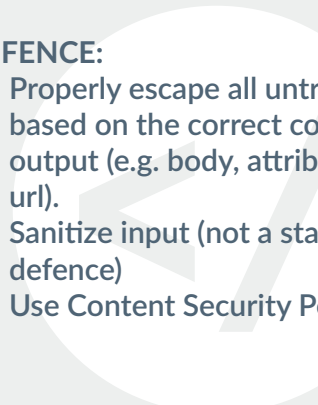 FENCE:
Properly escape all untr
based on the correct co
output (e.g. body, attrib
url).
Sanitize input (not a sta
defence)
Use Content Security P